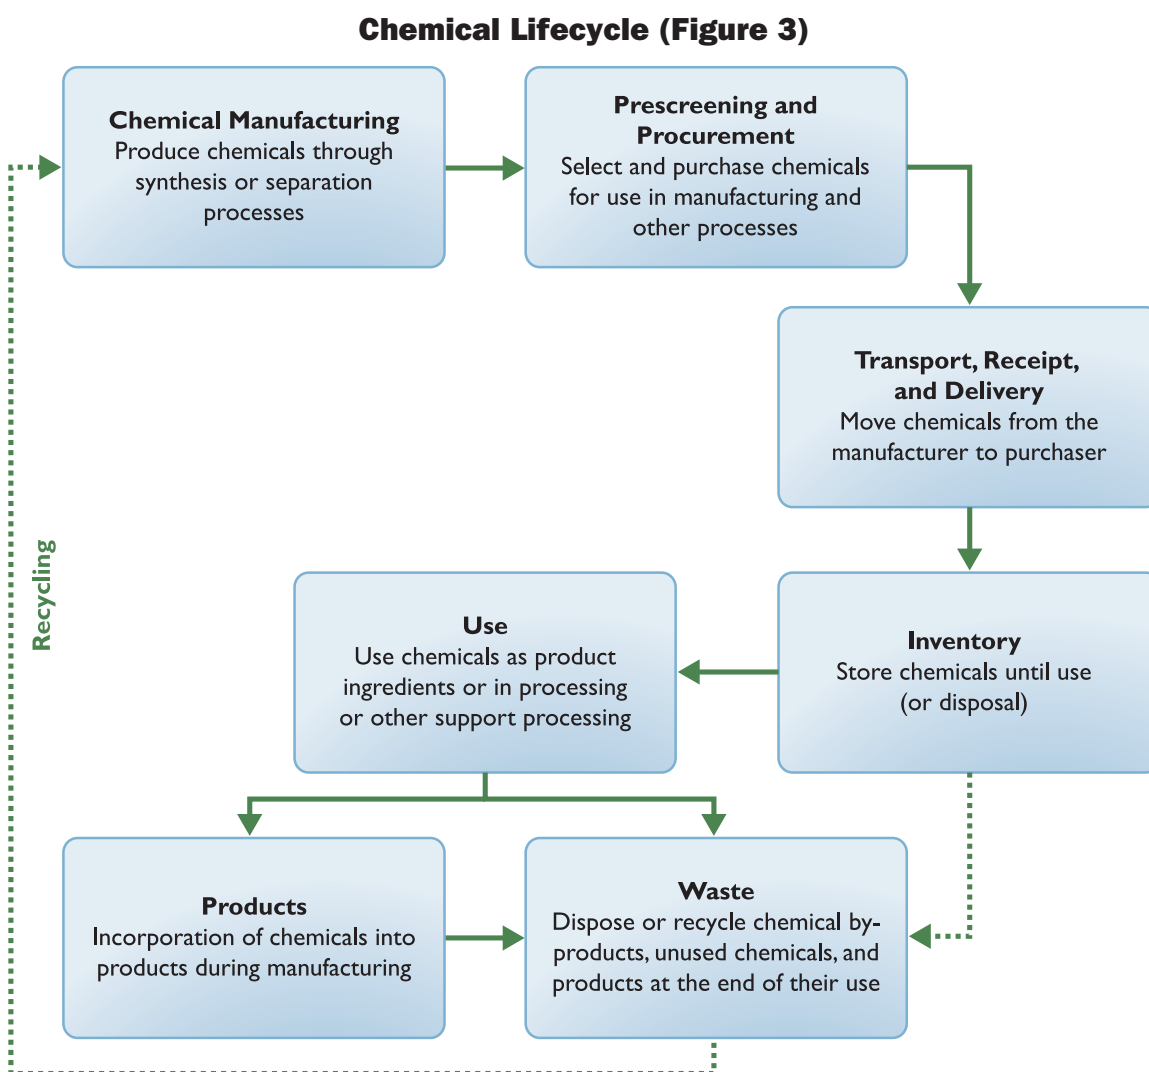 Chemical Lifecycle (Figure 3)
Chemical Manufacturing
Produce chemicals through
synthesis or separation
processes
Prescreening and
Procurement
Select and purchase chemicals
for use in manufacturing and
other processes
Transport, Receipt,
and Delivery
Move chemicals from the
manufacturer to purchaser
Recycling
Use
Use chemicals as product
ingredients or in processing
or other support processing
Inventory
Store chemicals until use
(or disposal)
Products
Incorporation of chemicals into
products during manufacturing
Waste
Dispose or recycle chemical by-
products, unused chemicals, and
products at the end of their use